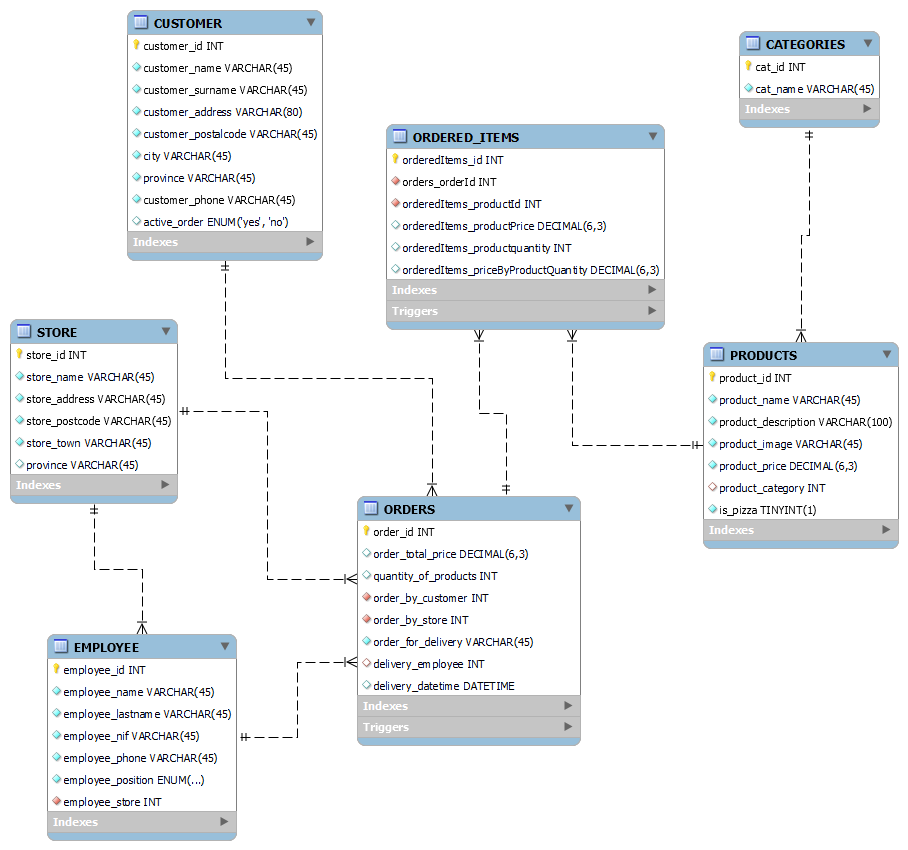 CUSTOMER
customer_id INT
customer_name VARCHAR(45)
customer_surname VARCHAR(45)
customer_address VARCHAR(80)
customer_postalcode VARCHAR(45)
city VARCHAR(45)
province VARCHAR(45)
customer_phone VARCHAR(45)
active_order ENUM('yes', 'no')
Indexes
CATEGORIES
cat_id INT
cat_name VARCHAR(45)
Indexes
ORDERED_ITEMS
orderedItems_id INT
orders_orderId INT
orderedItems_productId INT
orderedItems_productPrice DECIMAL(6,3)
orderedItems_productquantity INT
orderedItems_priceByProductQuantity DECIMAL(6,3)
Indexes
Triggers
STORE
store_id INT
store_name VARCHAR(45)
store_address VARCHAR(45)
store_postcode VARCHAR(45)
store_town VARCHAR(45)
province VARCHAR(45)
Indexes
PRODUCTS
product_id INT
product_name VARCHAR(45)
product_description VARCHAR(100)
product_image VARCHAR(45)
product_price DECIMAL(6,3)
product_category INT
is_pizza TINYINT(1)
Indexes
ORDERS
order_id INT
order_total_price DECIMAL(6,3)
quantity_of_products INT
order_by_customer INT
order_by_store INT
order_for_delivery VARCHAR(45)
delivery_employee INT
delivery_datetime DATETIME
Indexes
Triggers
EMPLOYEE
employee_id INT
employee_name VARCHAR(45)
employee_lastname VARCHAR(45)
employee_nif VARCHAR(45)
employee_phone VARCHAR(45)
employee_position ENUM(...)
employee_store INT
Indexes